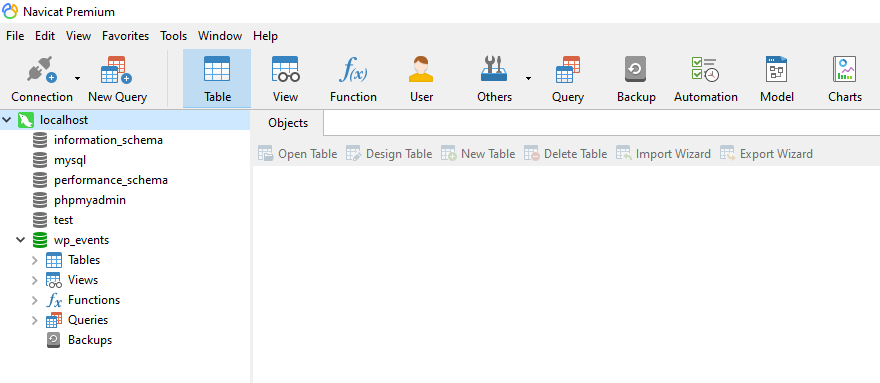 Navicat Premium
File Edit View Favorites Tools Window Help
Connection New Query Table View Function User Others Query Backup Automation Model Charts
localhost
Objects
information_schema
Open Table Design Table New Table Delete Table Import Wizard Export Wizard
mysql
performance_schema
phpmyadmin
test
wp_events
Tables
Views
Functions
Queries
Backups